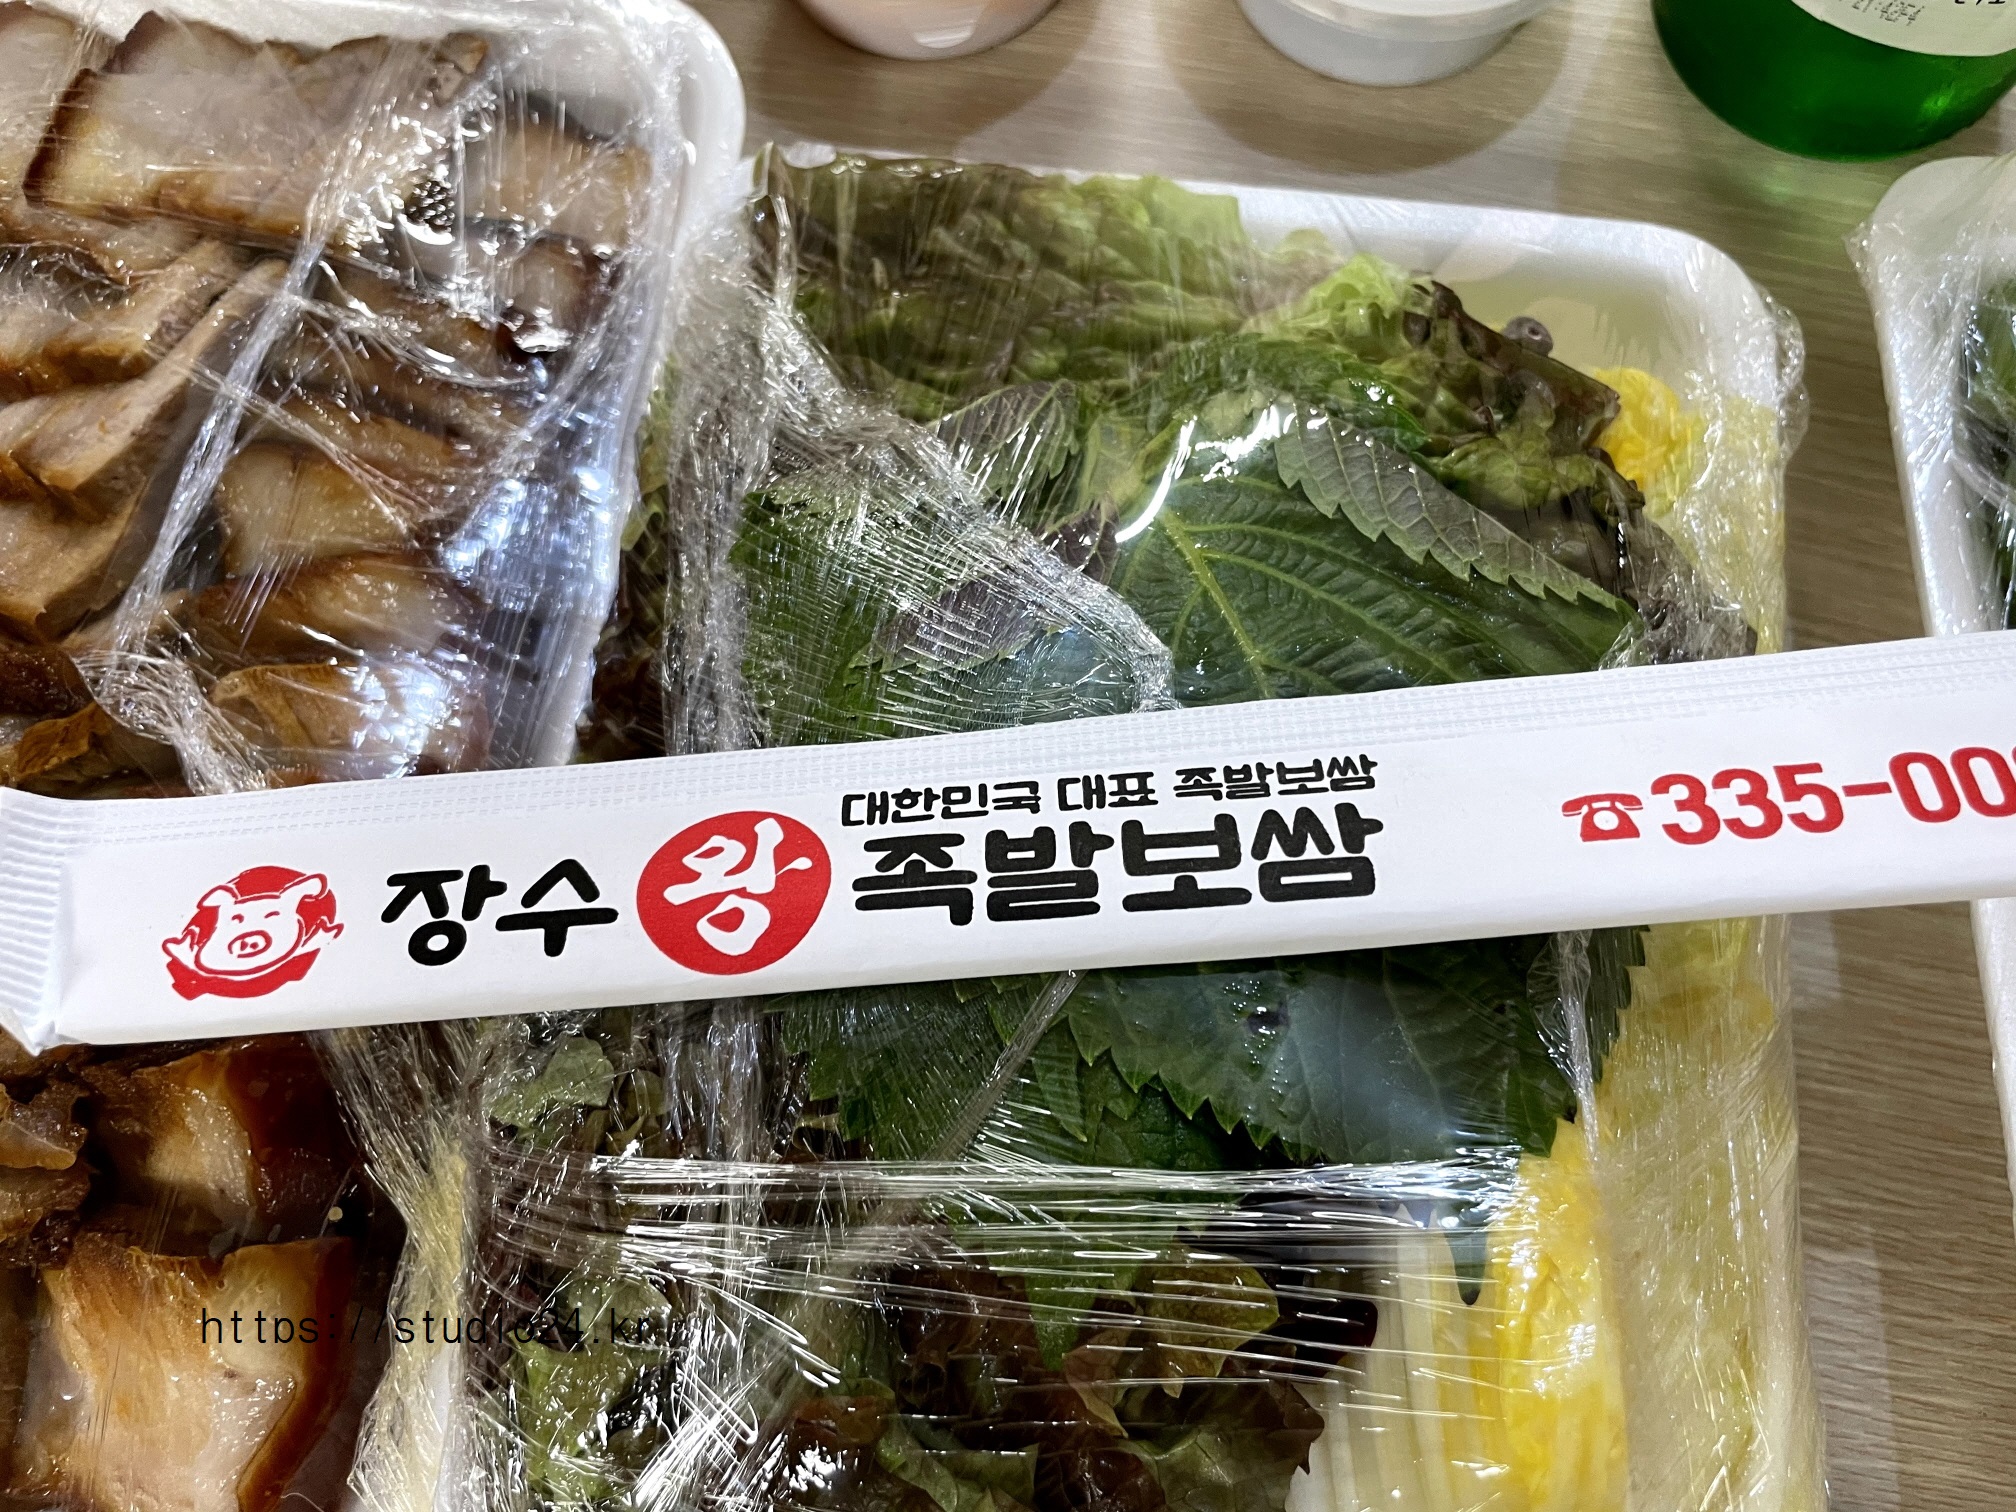 대한민국 대표 족발보쌈
장수 왕 족발보쌈
☎335-00
https://studio24.kr